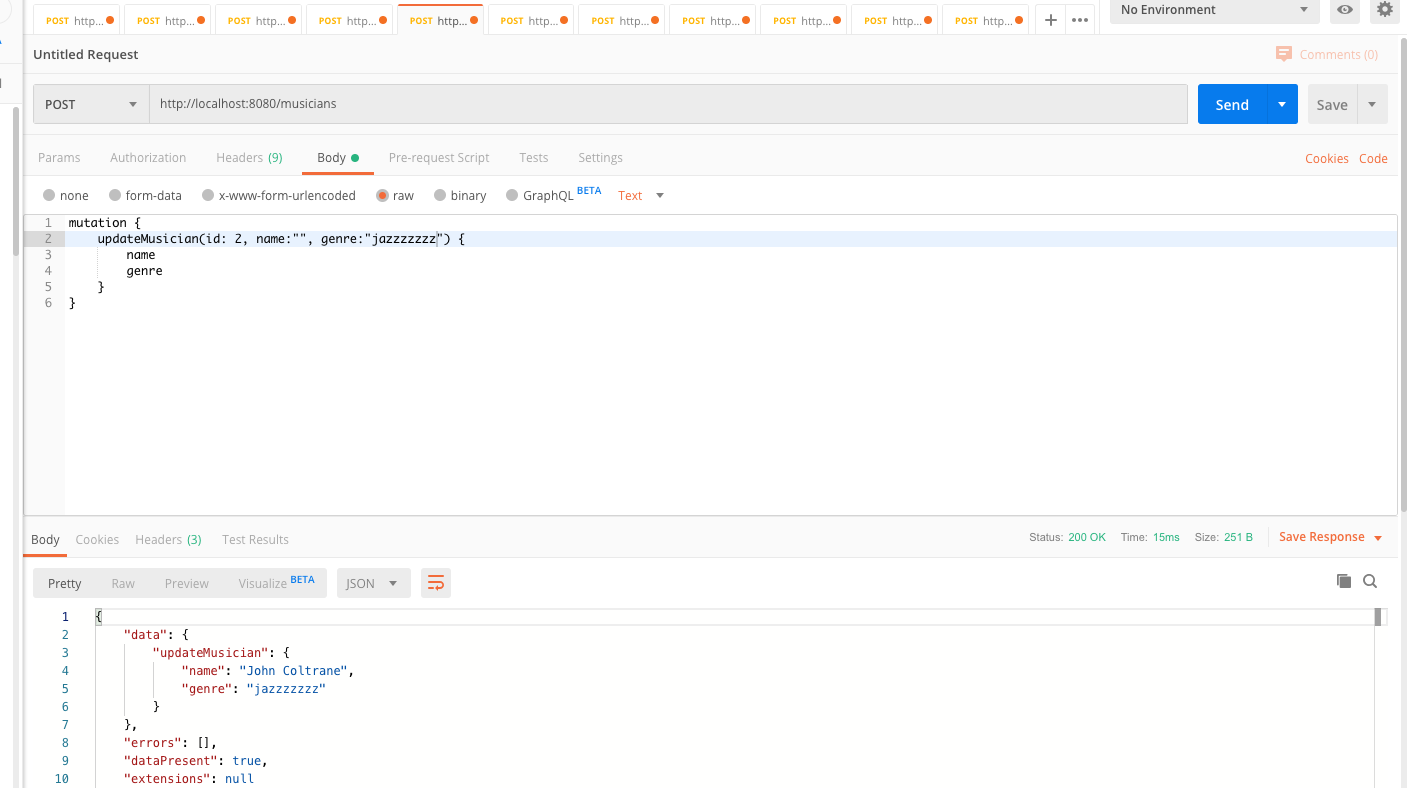 POST http... POST http... POST http... POST http... POST http... POST http... POST http... POST http... POST http... POST http... POST http... + ••• No Environment
Untitled Request Comments (0)
POST http://localhost:8080/musicians Send Save
Params Authorization Headers (9) Body Pre-request Script Tests Settings Cookies Code
none form-data x-www-form-urlencoded raw binary GraphQL BETA Text
1 mutation {
2 updateMusician(id: 2, name:"", genre:"jazzzzzzz") {
3 name
4 genre
5 }
6 }
Body Cookies Headers (3) Test Results Status: 200 OK Time: 15ms Size: 251 B Save Response
Pretty Raw Preview Visualize BETA JSON
1 {
2 "data": {
3 "updateMusician": {
4 "name": "John Coltrane",
5 "genre": "jazzzzzzz"
6 }
7 },
8 "errors": [],
9 "dataPresent": true,
10 "extensions": null